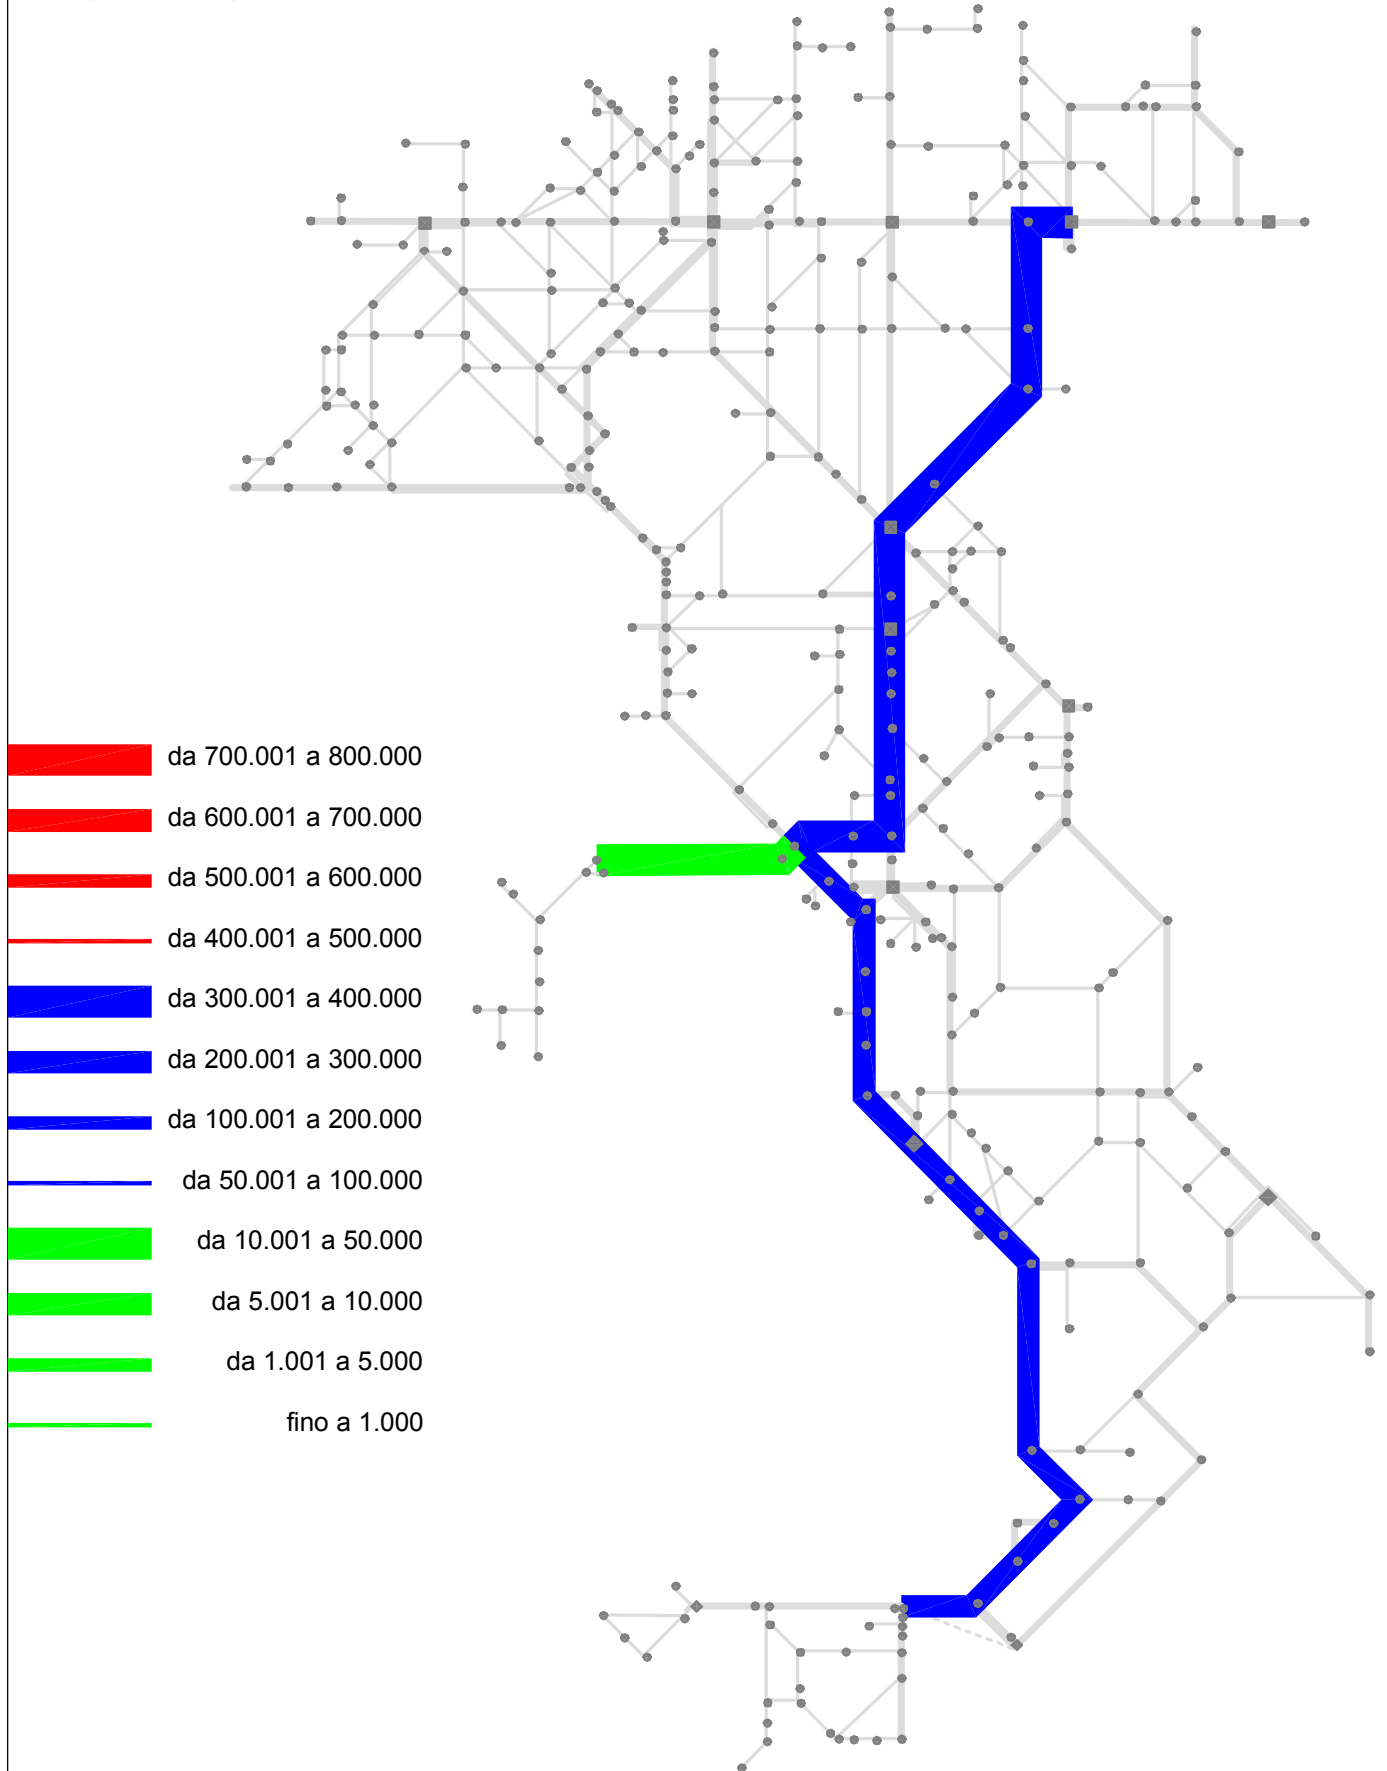 da 700.001 a 800.000
da 600.001 a 700.000
da 500.001 a 600.000
da 400.001 a 500.000
da 300.001 a 400.000
da 200.001 a 300.000
da 100.001 a 200.000
da 50.001 a 100.000
da 10.001 a 50.000
da 5.001 a 10.000
da 1.001 a 5.000
fino a 1.000